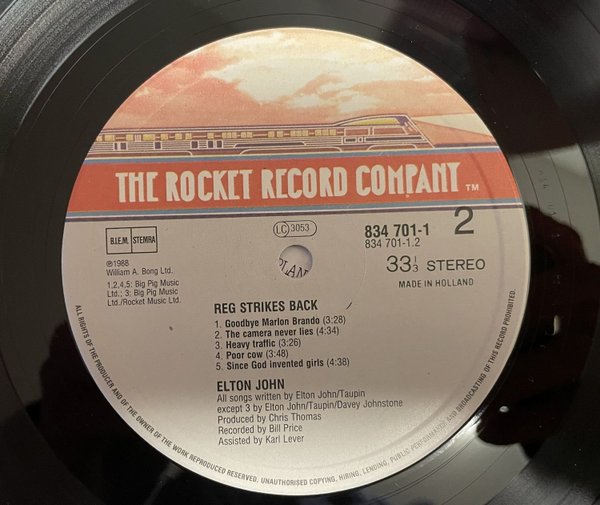 THE ROCKET RECORD COMPANY TM
B.I.E.M. STEMRA
LC 3053
834 701-1
834 701-1.2
2
33 1/3 STEREO
MADE IN HOLLAND
℗1988
William A. Bong Ltd.
1,2,4,5: Big Pig Music
Ltd.; 3: Big Pig Music
Ltd./Rocket Music Ltd.
REG STRIKES BACK
1. Goodbye Marlon Brando (3:28)
2. The camera never lies (4:34)
3. Heavy traffic (3:26)
4. Poor cow (3:48)
5. Since God invented girls (4:38)
ELTON JOHN
All songs written by Elton John/Taupin
except 3 by Elton John/Taupin/Davey Johnstone
Produced by Chris Thomas
Recorded by Bill Price
Assisted by Karl Lever
ALL RIGHTS OF THE PRODUCER AND OF THE OWNER OF THE WORK REPRODUCED RESERVED. UNAUTHORISED COPYING, HIRING, LENDING, PUBLIC PERFORMANCE AND BROADCASTING OF THIS RECORD PROHIBITED.